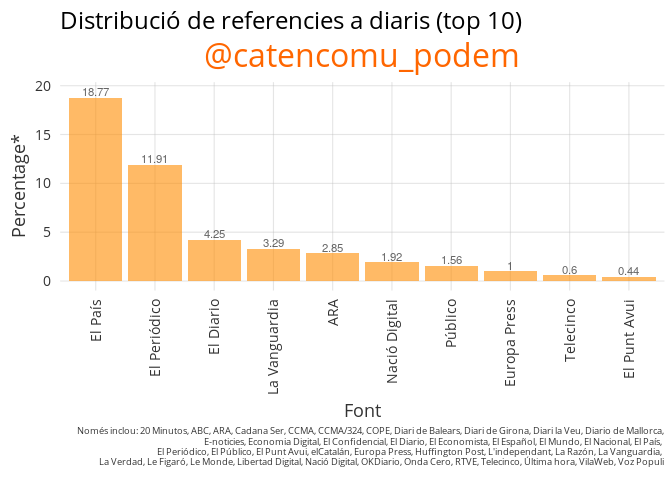 Distribució de referencies a diaris (top 10)
@catencomu_podem
Percentage*
20
15
10
5
0
18.77
11.91
4.25
3.29
2.85
1.92
1.56
1
0.6
0.44
El País
El Periódico
El Diario
La Vanguardia
ARA
Nació Digital
Público
Europa Press
Telecinco
El Punt Avui
Font
Només inclou: 20 Minutos, ABC, ARA, Cadana Ser, CCMA, CCMA/324, COPE, Diari de Balears, Diari de Girona, Diari la Veu, Diario de Mallorca,
E-noticies, Economia Digital, El Confidencial, El Diario, El Economista, El Español, El Mundo, El Nacional, El País,
El Periódico, El Público, El Punt Avui, elCatalán, Europa Press, Huffington Post, L'independant, La Razón, La Vanguardia,
La Verdad, Le Figaró, Le Monde, Libertad Digital, Nació Digital, OKDiario, Onda Cero, RTVE, Telecinco, Última hora, VilaWeb, Voz Populi